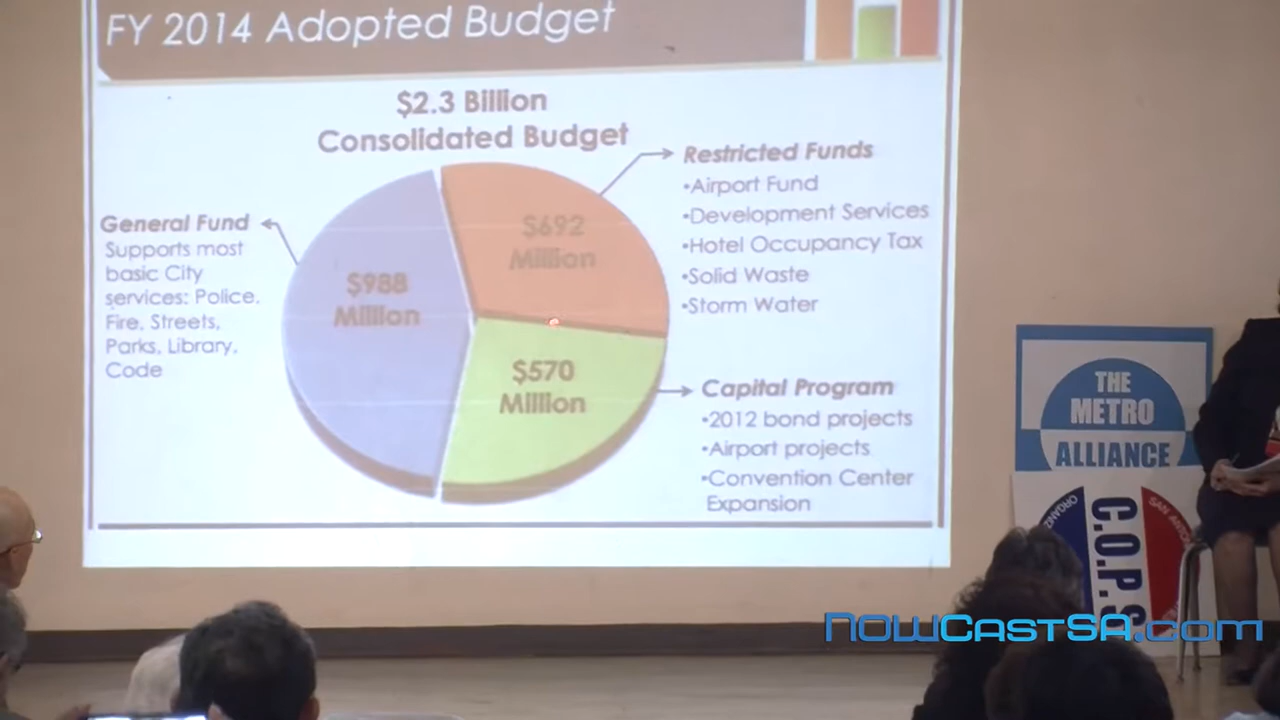 FY 2014 Adopted Budget
$2.3 Billion
Consolidated Budget
General Fund
Supports most
basic City
services: Police,
Fire, Streets,
Parks, Library,
Code
$988
Million
$692
Million
$570
Million
Restricted Funds
•Airport Fund
•Development Services
•Hotel Occupancy Tax
•Solid Waste
•Storm Water
Capital Program
•2012 bond projects
•Airport projects
•Convention Center
Expansion
THE
METRO
ALLIANCE
C.O.P.S
NOWCASTSA.com